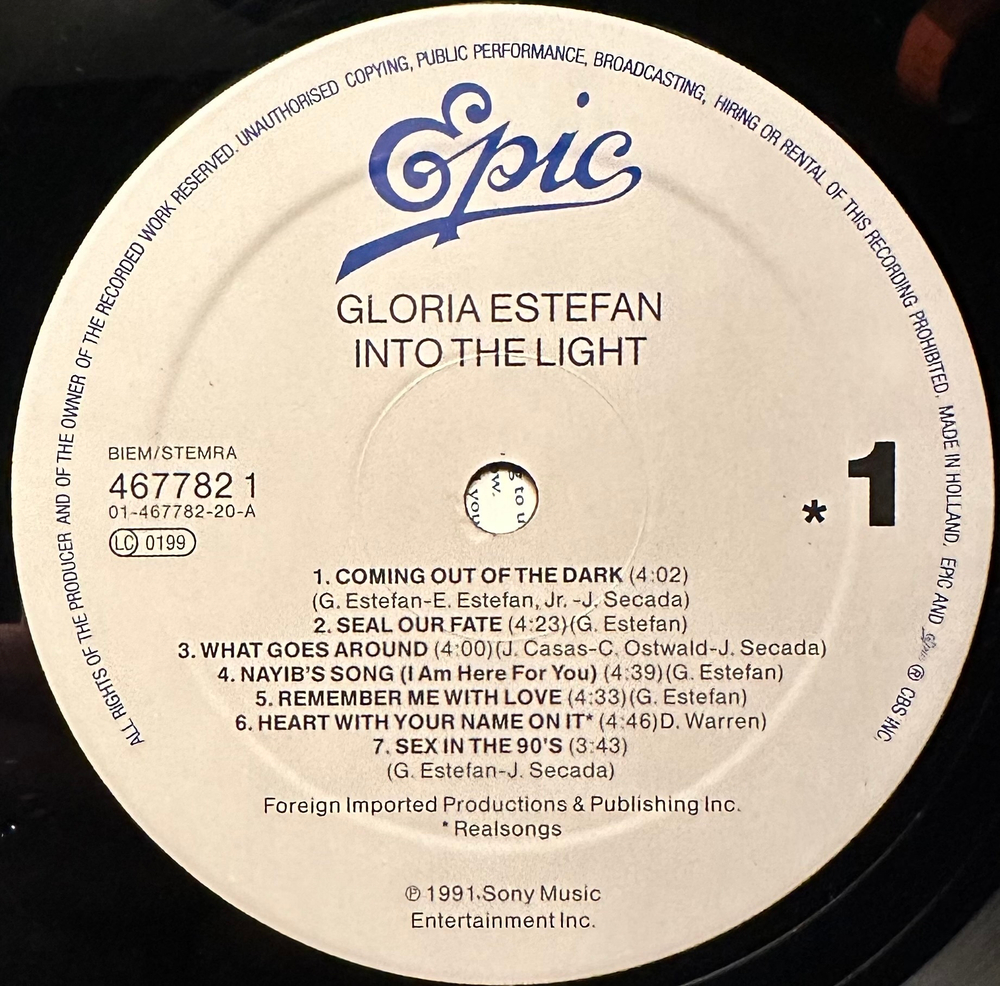 ALL RIGHTS OF THE PRODUCER AND OF THE OWNER OF THE RECORDED WORK RESERVED. UNAUTHORISED COPYING, PUBLIC PERFORMANCE, BROADCASTING, HIRING OR RENTAL OF THIS RECORDING PROHIBITED. MADE IN HOLLAND. EPIC AND Epic ® CBS INC.
Epic
GLORIA ESTEFAN
INTO THE LIGHT
BIEM/STEMRA
467782 1
01-467782-20-A
LC 0199
* 1
to u
w.
you
1. COMING OUT OF THE DARK (4:02)
(G. Estefan-E. Estefan, Jr. -J. Secada)
2. SEAL OUR FATE (4:23)(G. Estefan)
3. WHAT GOES AROUND (4:00)(J. Casas-C. Ostwald-J. Secada)
4. NAYIB'S SONG (I Am Here For You) (4:39)(G. Estefan)
5. REMEMBER ME WITH LOVE (4:33)(G. Estefan)
6. HEART WITH YOUR NAME ON IT* (4:46)D. Warren)
7. SEX IN THE 90'S (3:43)
(G. Estefan-J. Secada)
Foreign Imported Productions & Publishing Inc.
* Realsongs
℗ 1991 Sony Music
Entertainment Inc.